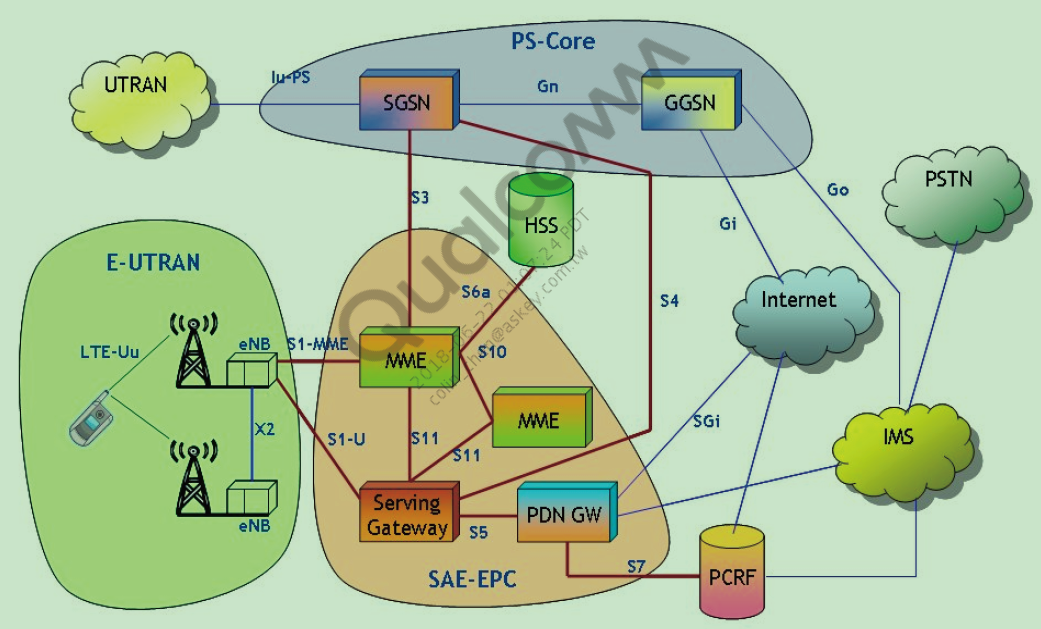 PS-Core
UTRAN
Iu-PS
SGSN
Gn
GGSN
Qualcomm
PSTN
S3
HSS
Go
Gi
E-UTRAN
S6a
S4
Internet
LTE-Uu
eNB
S1-MME
MME
S10
MME
X2
S1-U
S11
S11
SGi
IMS
Serving
Gateway
S5
PDN GW
eNB
S7
PCRF
SAE-EPC